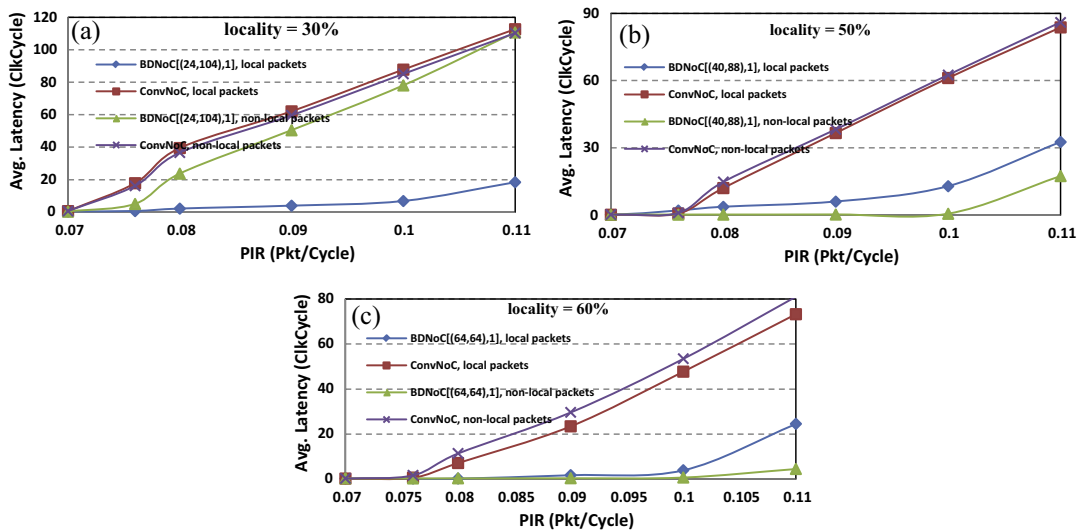 (a)
locality = 30%
Avg. Latency (ClkCycle)
120
100
80
60
40
20
0
BDNoC[(24,104),1], local packets
ConvNoC, local packets
BDNoC[(24,104),1], non-local packets
ConvNoC, non-local packets
0.07 0.08 0.09 0.1 0.11
PIR (Pkt/Cycle)
(b)
locality = 50%
Avg. Latency (ClkCycle)
90
60
30
0
BDNoC[(40,88),1], local packets
ConvNoC, local packets
BDNoC[(40,88),1], non-local packets
ConvNoC, non-local packets
0.07 0.08 0.09 0.1 0.11
PIR (Pkt/Cycle)
(c)
locality = 60%
Avg. Latency (ClkCycle)
80
60
40
20
0
BDNoC[(64,64),1], local packets
ConvNoC, local packets
BDNoC[(64,64),1], non-local packets
ConvNoC, non-local packets
0.07 0.075 0.08 0.085 0.09 0.095 0.1 0.105 0.11
PIR (Pkt/Cycle)